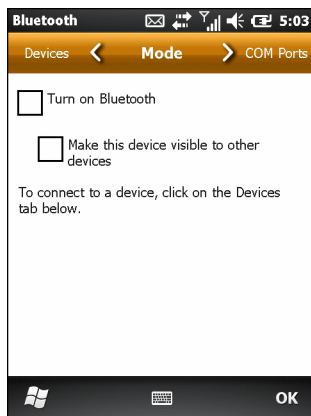 Bluetooth 5:03
Devices Mode COM Ports
Turn on Bluetooth
Make this device visible to other
devices
To connect to a device, click on the Devices
tab below.
OK